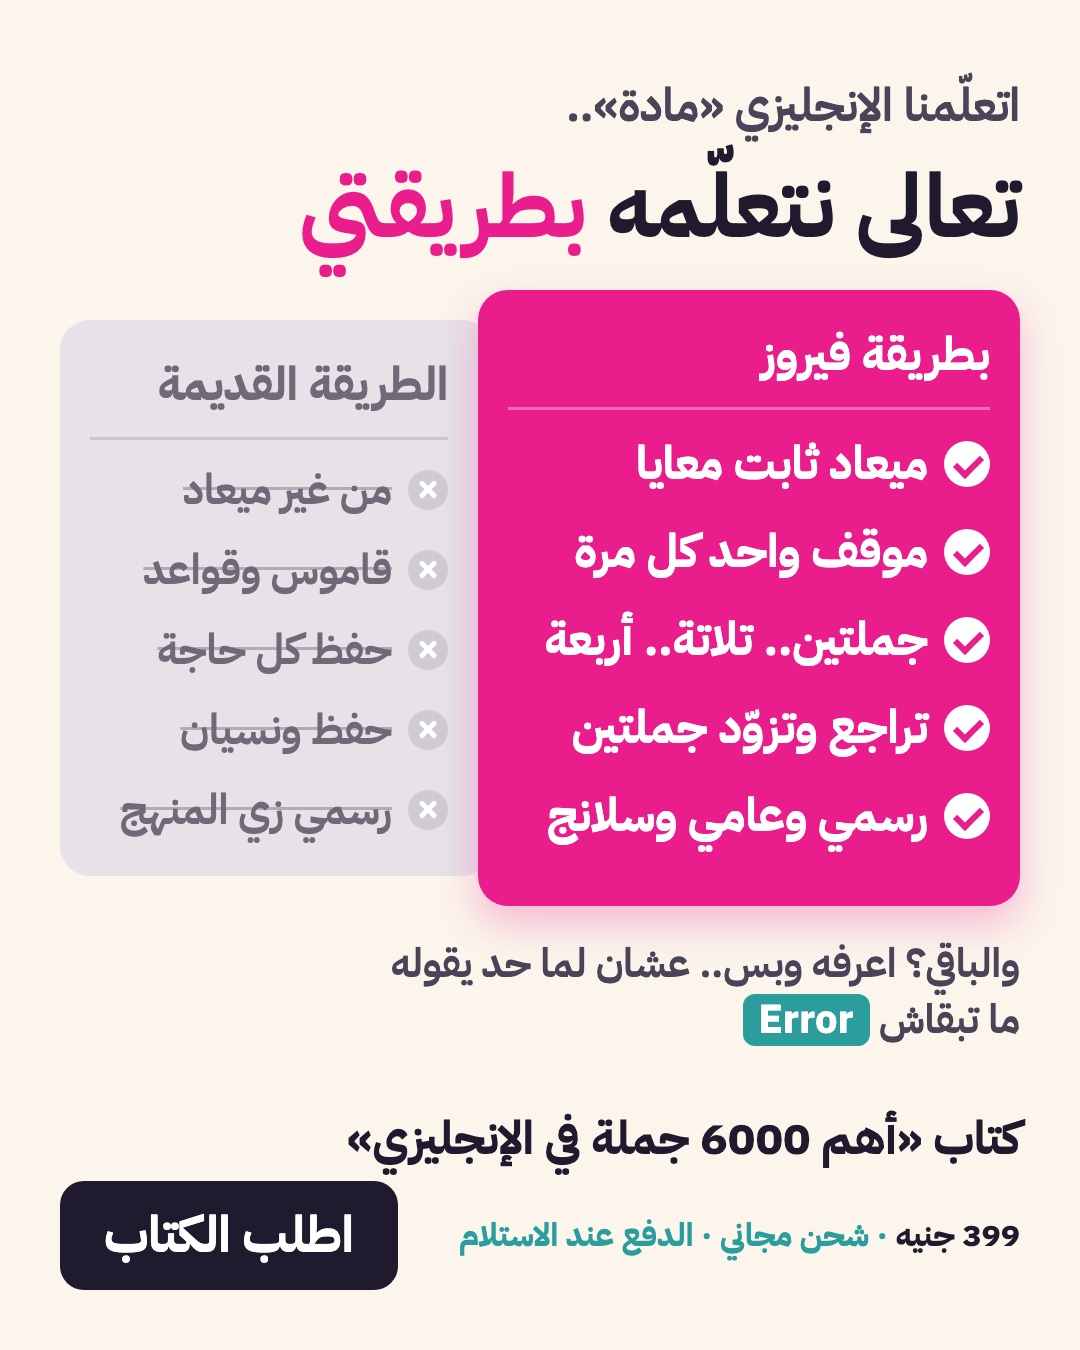 اتعلّمنا الإنجليزي «مادة»..
تعالى نتعلّمه بطريقتي
بطريقة فيروز
ميعاد ثابت معايا
موقف واحد كل مرة
جملتين.. تلاتة.. أربعة
تراجع وتزوّد جملتين
رسمي وعامي وسلانج
الطريقة القديمة
من غير ميعاد
قاموس وقواعد
حفظ كل حاجة
حفظ ونسيان
رسمي زي المنهج
والباقي؟ اعرفه وبس.. عشان لما حد يقوله
ما تبقاش Error
كتاب «أهم 6000 جملة في الإنجليزي»
399 جنيه · شحن مجاني · الدفع عند الاستلام
اطلب الكتاب